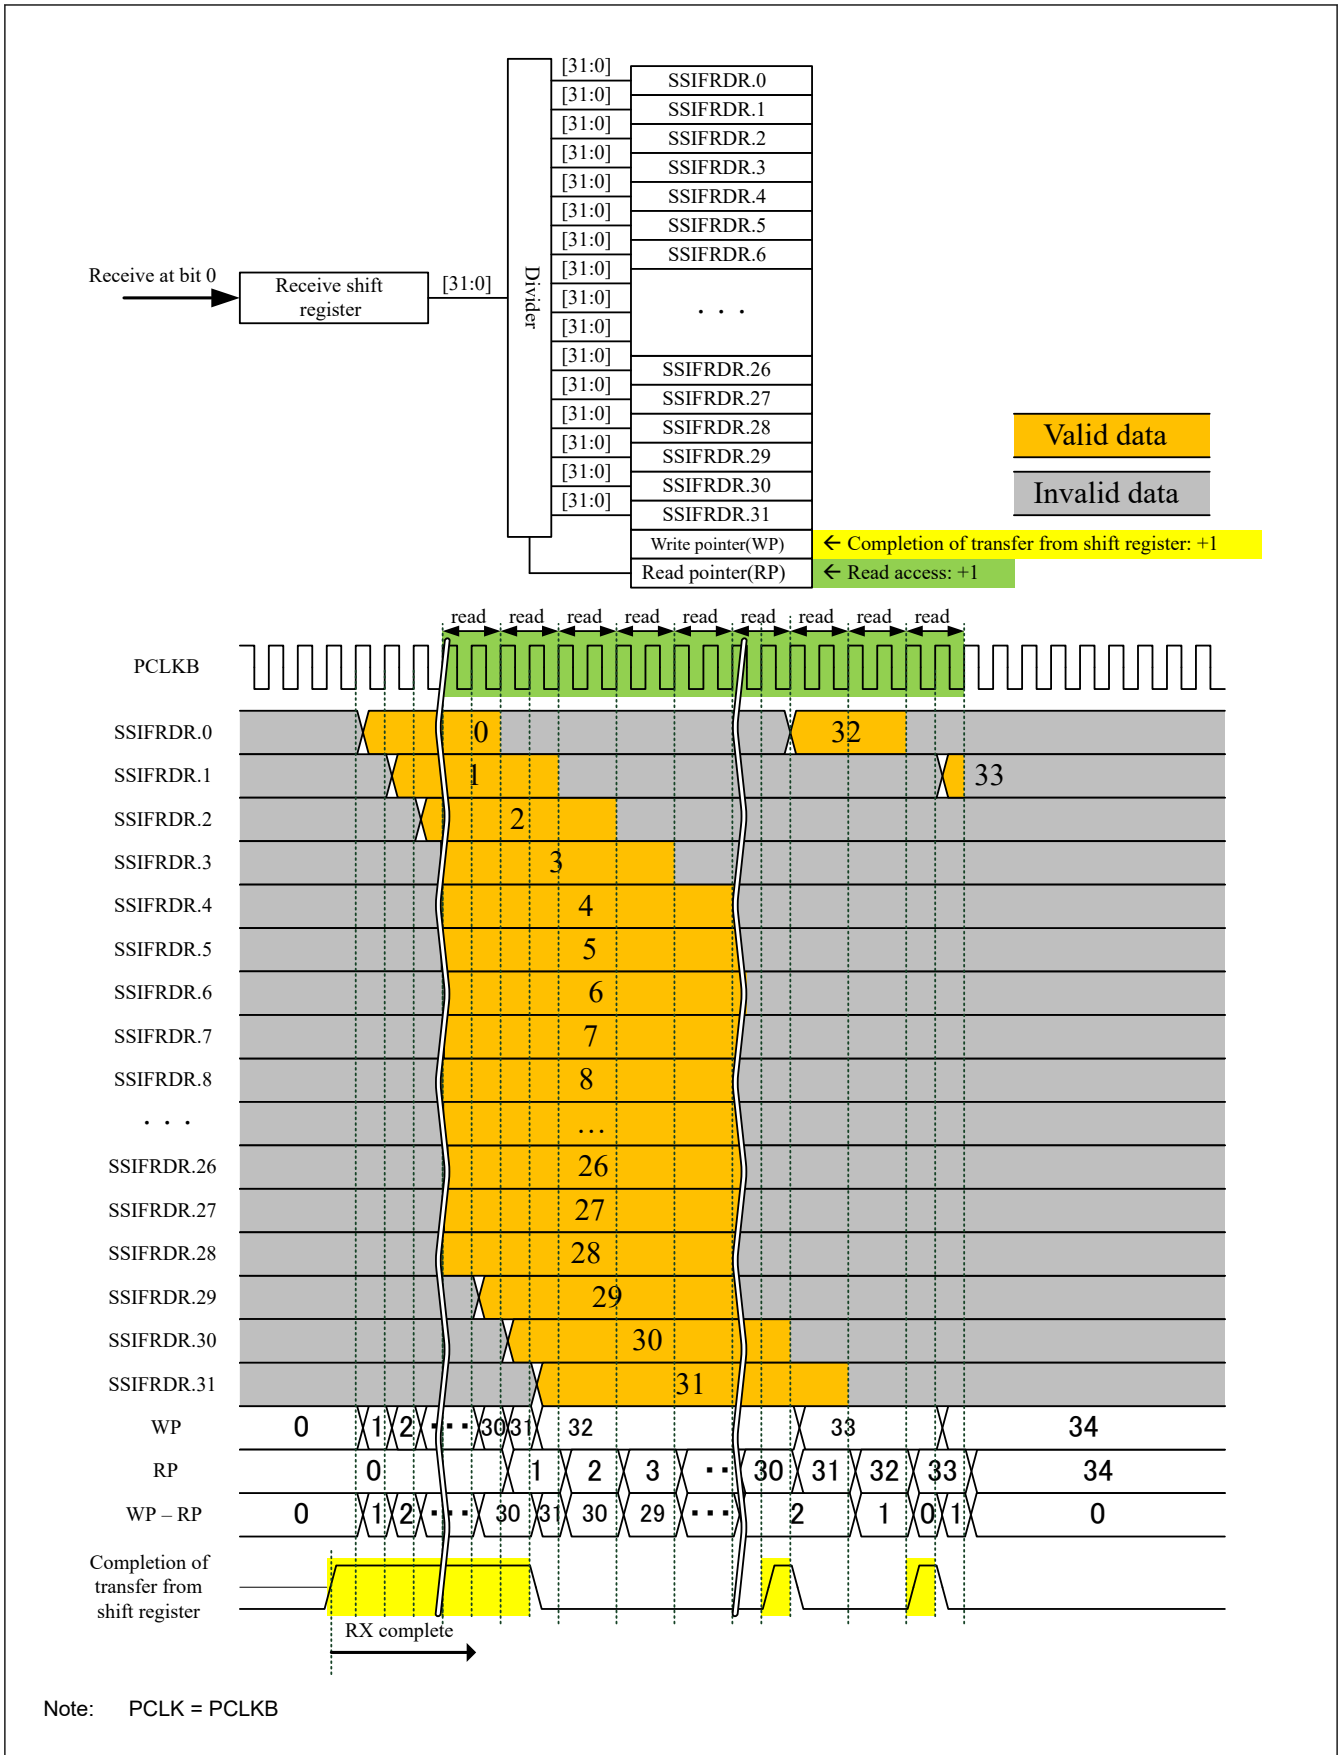 [31:0] SSIFRDR.0
[31:0] SSIFRDR.1
[31:0] SSIFRDR.2
[31:0] SSIFRDR.3
[31:0] SSIFRDR.4
[31:0] SSIFRDR.5
[31:0] SSIFRDR.6
[31:0]
[31:0]
[31:0]
[31:0] SSIFRDR.26
[31:0] SSIFRDR.27
[31:0] SSIFRDR.28
[31:0] SSIFRDR.29
[31:0] SSIFRDR.30
[31:0] SSIFRDR.31
. . .
Receive at bit 0
Receive shift
register
[31:0]
Divider
Valid data
Invalid data
Write pointer(WP) ← Completion of transfer from shift register: +1
Read pointer(RP) ← Read access: +1
read read read read read read read read read
PCLKB
SSIFRDR.0 0 32
SSIFRDR.1 1 33
SSIFRDR.2 2
SSIFRDR.3 3
SSIFRDR.4 4
SSIFRDR.5 5
SSIFRDR.6 6
SSIFRDR.7 7
SSIFRDR.8 8
. . . ...
SSIFRDR.26 26
SSIFRDR.27 27
SSIFRDR.28 28
SSIFRDR.29 29
SSIFRDR.30 30
SSIFRDR.31 31
WP 0 1 2 ... 30 31 32 33 34
RP 0 1 2 3 .. 30 31 32 33 34
WP – RP 0 1 2 ... 30 31 30 29 ... 2 1 0 1 0
Completion of
transfer from
shift register
RX complete
Note: PCLK = PCLKB